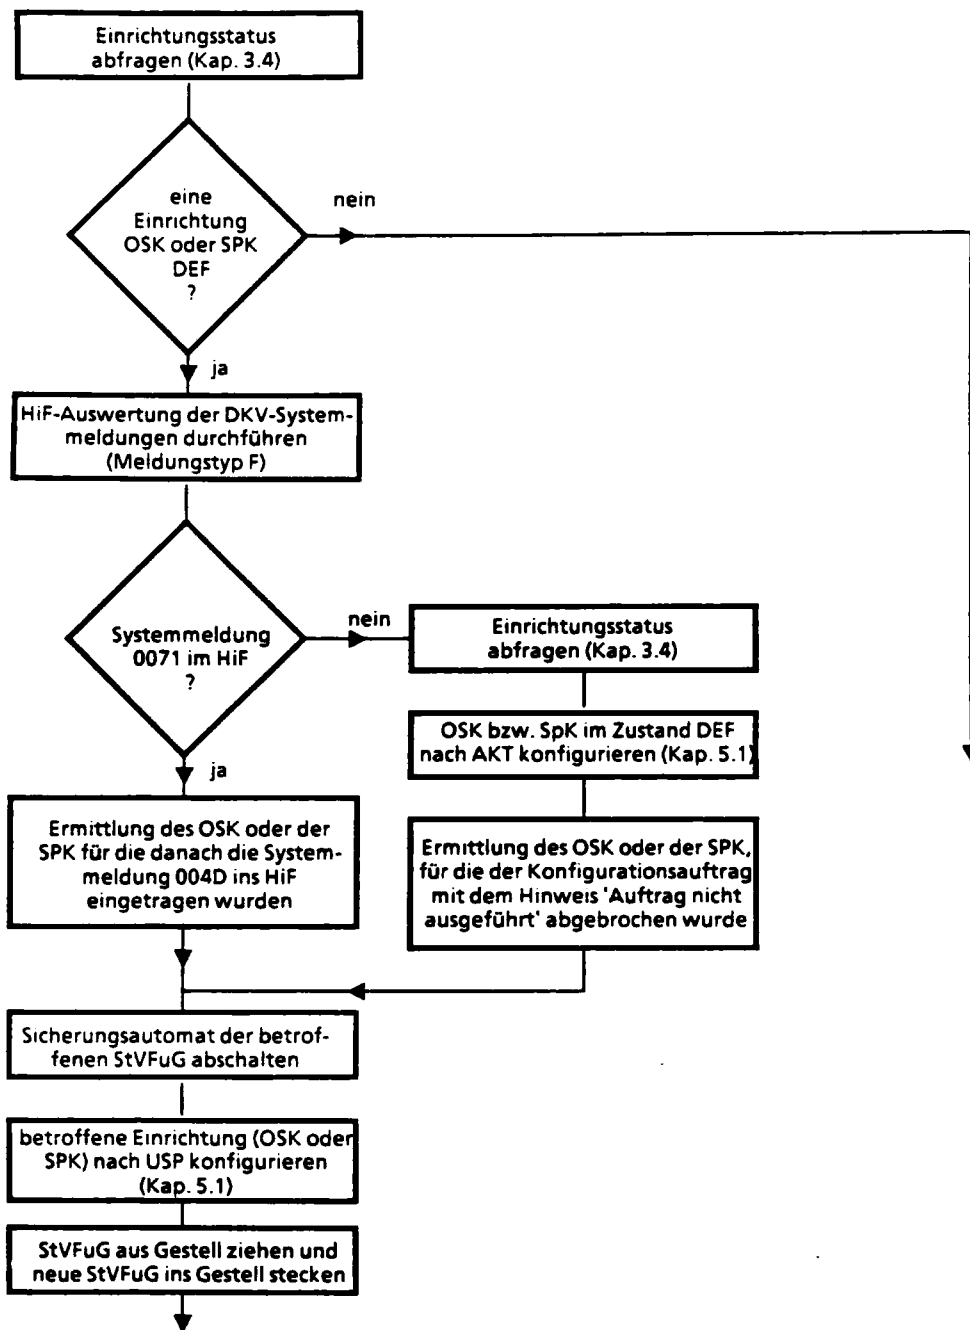 Einrichtungsstatus
abfragen (Kap. 3.4)
eine
Einrichtung
OSK oder SPK
DEF
?
nein
ja
HiF-Auswertung der DKV-System-
meldungen durchführen
(Meldungstyp F)
Systemmeldung
0071 im HiF
?
nein
ja
Einrichtungsstatus
abfragen (Kap. 3.4)
OSK bzw. SpK im Zustand DEF
nach AKT konfigurieren (Kap. 5.1)
Ermittlung des OSK oder der SPK,
für die der Konfigurationsauftrag
mit dem Hinweis 'Auftrag nicht
ausgeführt' abgebrochen wurde
Ermittlung des OSK oder der
SPK für die danach die System-
meldung 004D ins HiF
eingetragen wurden
Sicherungsautomat der betrof-
fenen StVFuG abschalten
betroffene Einrichtung (OSK oder
SPK) nach USP konfigurieren
(Kap. 5.1)
StVFuG aus Gestell ziehen und
neue StVFuG ins Gestell stecken